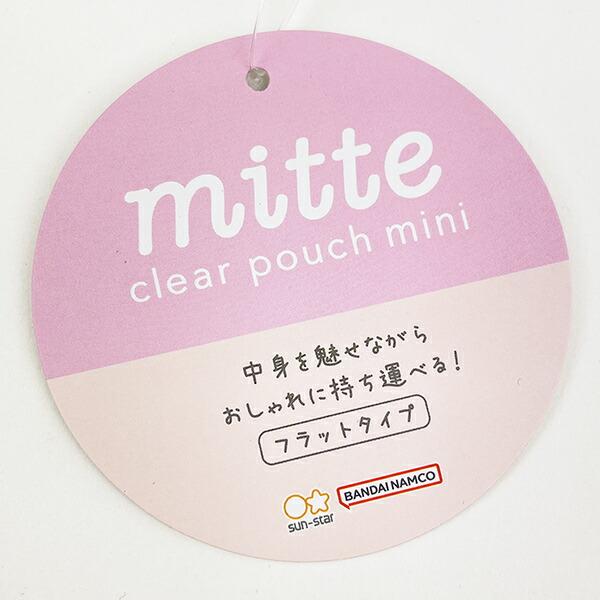 mitte
clear pouch mini
中身を魅せながら
おしゃれに持ち運べる!
フラットタイプ
sun-star
BANDAI NAMCO